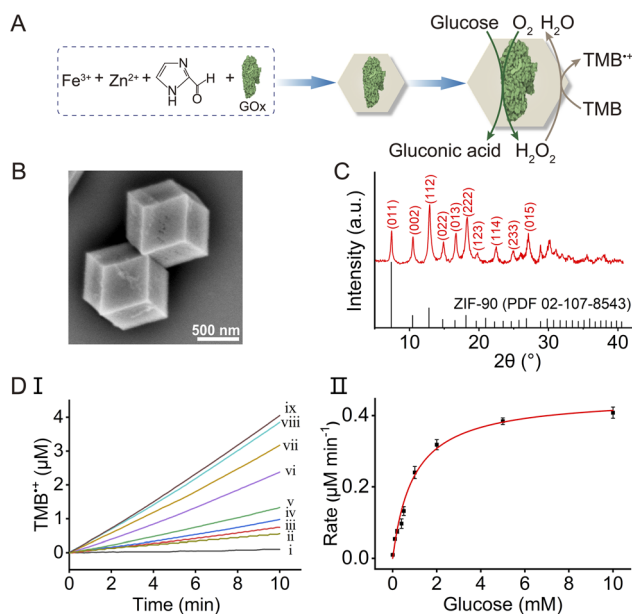 A
Fe³⁺ + Zn²⁺ + N NH H O + GOx
Glucose O₂ H₂O
TMB•⁺
TMB
Gluconic acid H₂O₂
B
500 nm
C
Intensity (a.u.)
(011)
(002)
(112)
(022)
(013)
(222)
(123)
(114)
(233)
(015)
ZIF-90 (PDF 02-107-8543)
10 20 30 40
2θ (°)
D I
TMB•⁺ (μM)
4
3
2
1
0
ix
viii
vii
vi
v
iv
iii
ii
i
0 2 4 6 8 10
Time (min)
II
Rate (μM min⁻¹)
0.4
0.2
0.0
0 2 4 6 8 10
Glucose (mM)